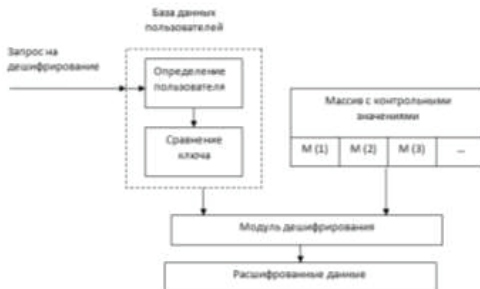 База данных
пользователей
Запрос на
дешифрирование
Определение
пользователя
Сравнение
ключа
Массив с контрольными
значениями
М (1) М (2) М (3) ...
Модуль дешифрирования
Расшифрованные данные